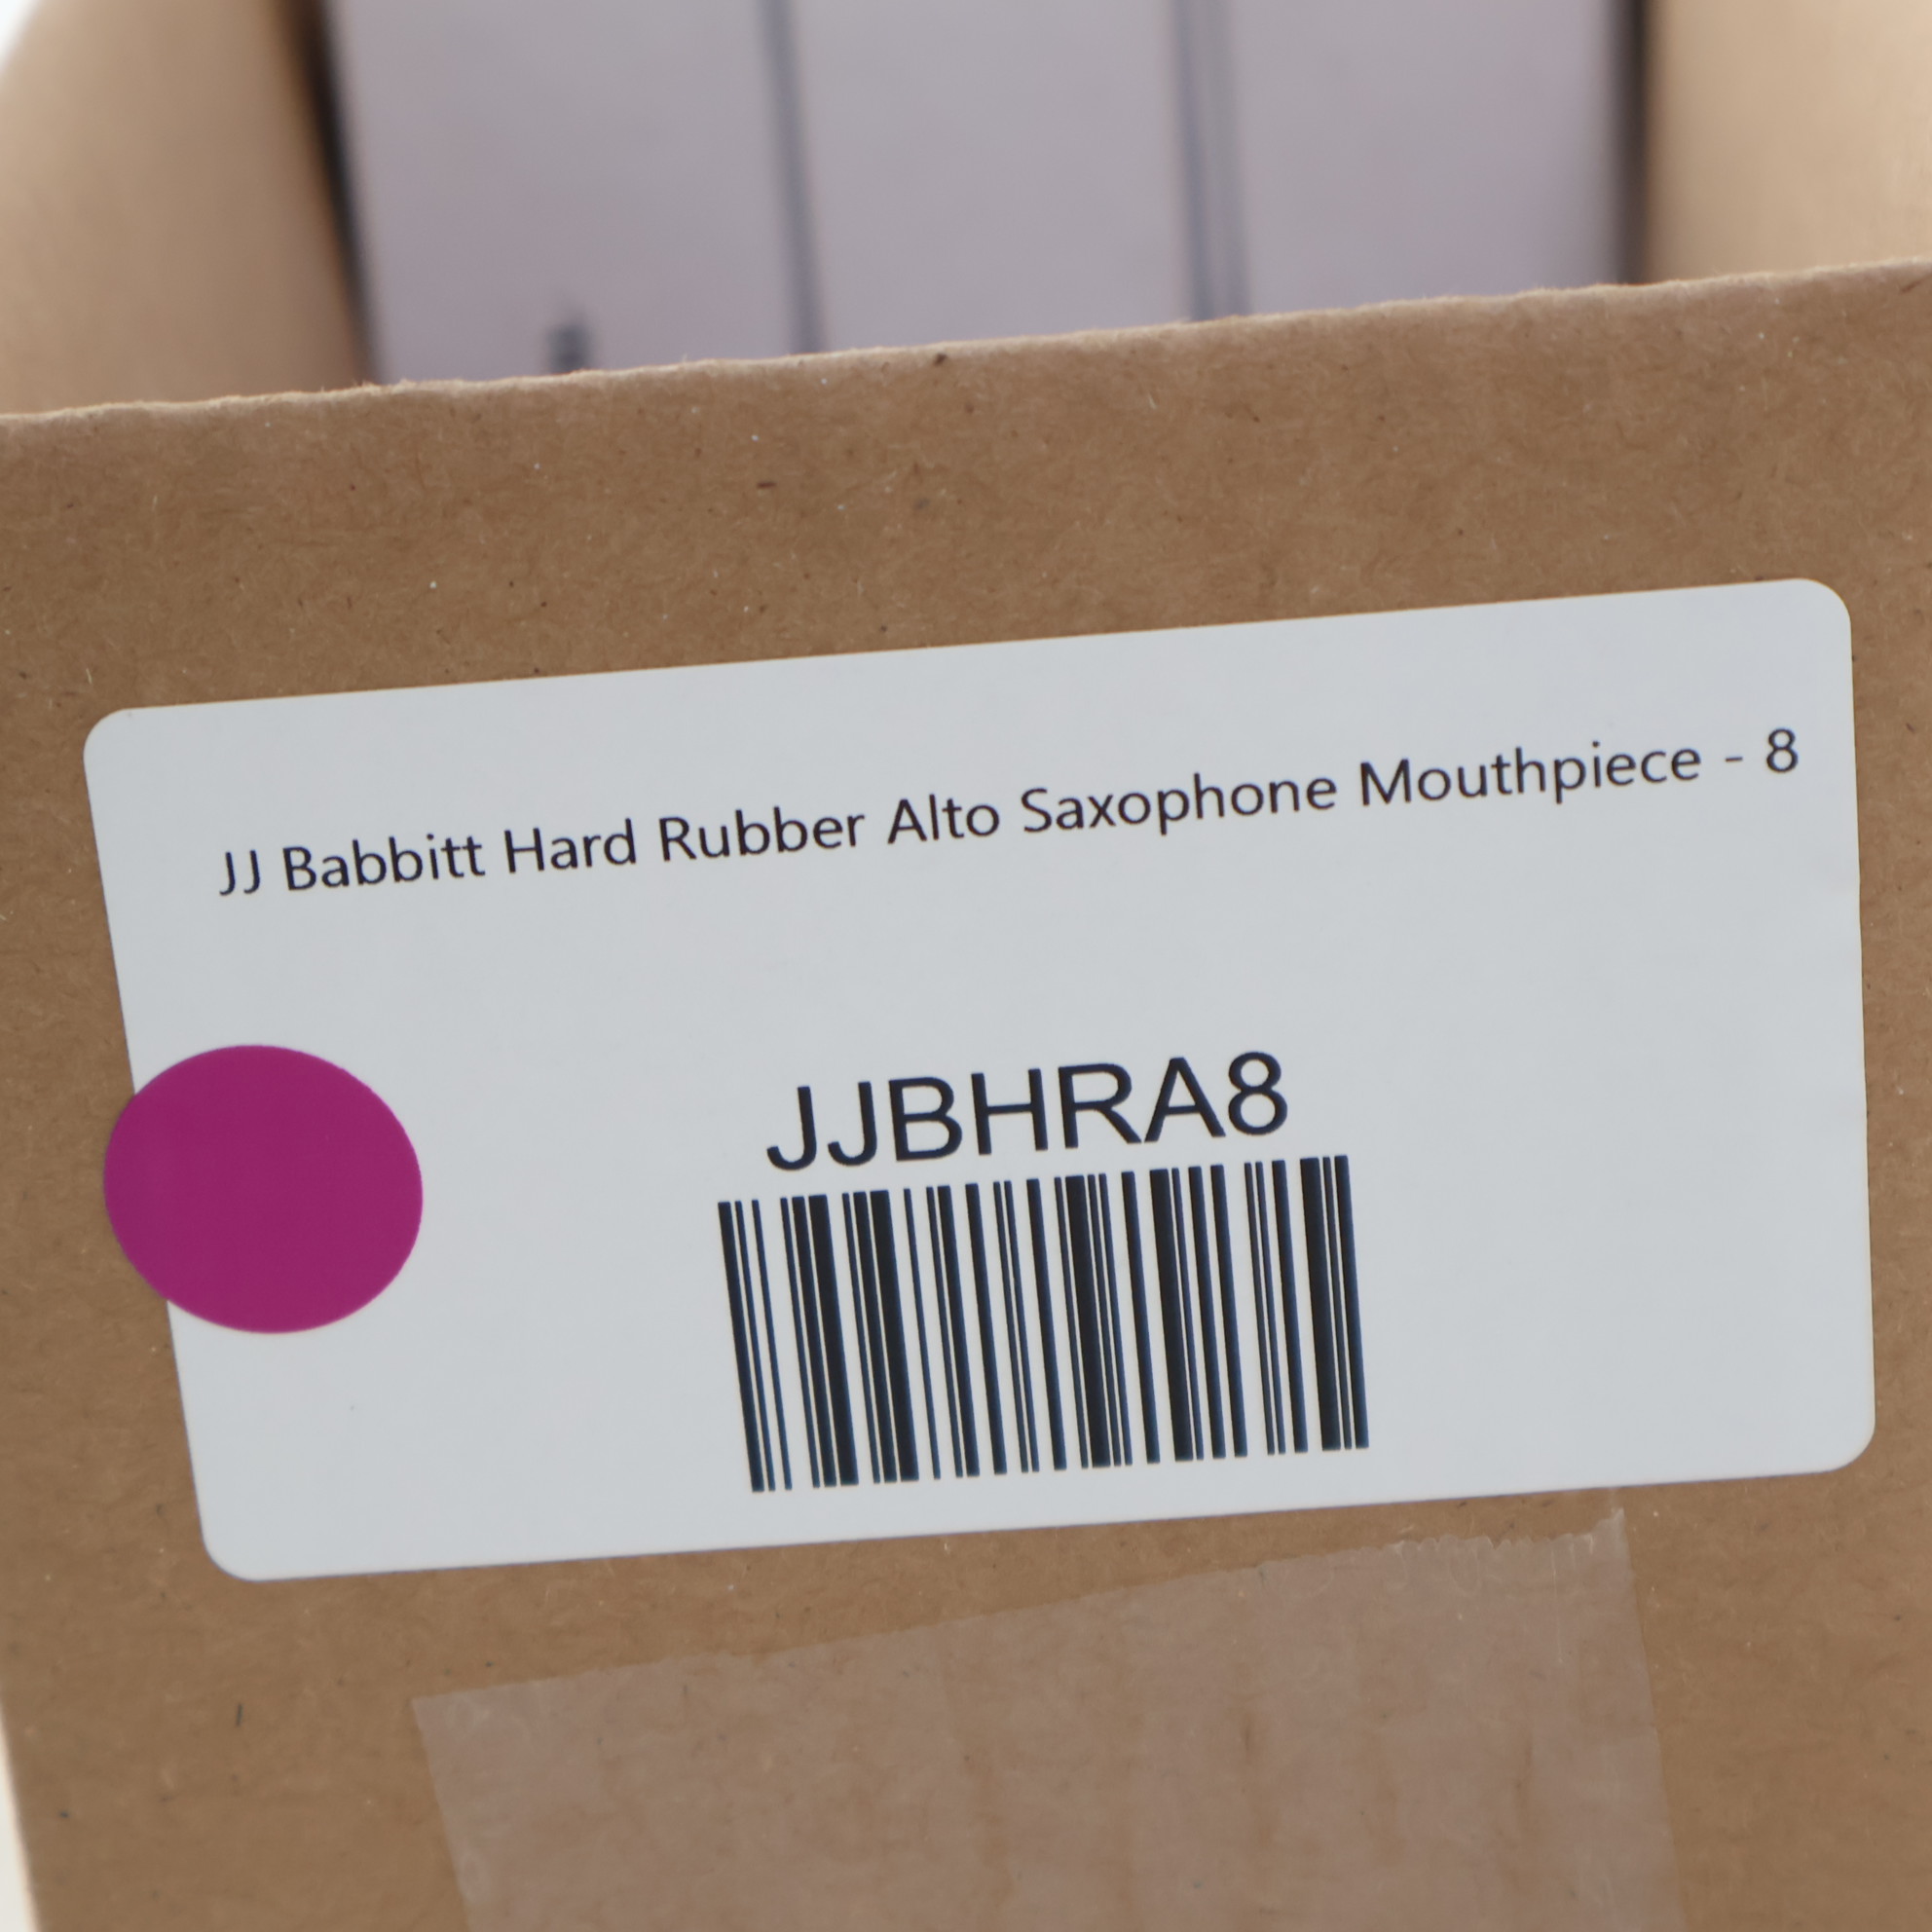 JJ Babbitt Hard Rubber Alto Saxophone Mouthpiece - 8
JJBHRA8